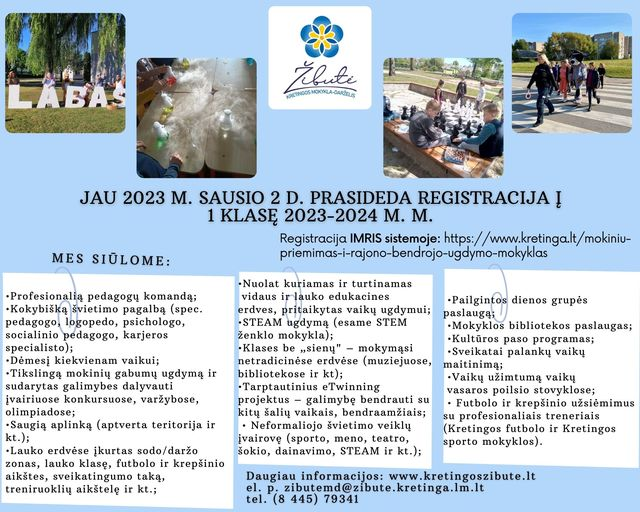 LABAS
Žibutė
KRETINGOS MOKYKLA-DARŽELIS
JAU 2023 M. SAUSIO 2 D. PRASIDEDA REGISTRACIJA Į
1 KLASĘ 2023-2024 M. M.
Registracija IMRIS sistemoje: https://www.kretinga.lt/mokiniu-
priemimas-i-rajono-bendrojo-ugdymo-mokyklas
MES SIŪLOME:
•Profesionalią pedagogų komandą;
•Kokybišką švietimo pagalbą (spec.
pedagogo, logopedo, psichologo,
socialinio pedagogo, karjeros
specialisto);
•Dėmesį kiekvienam vaikui;
•Tikslingą mokinių gabumų ugdymą ir
sudarytas galimybes dalyvauti
įvairiuose konkursuose, varžybose,
olimpiadose;
•Saugią aplinką (aptverta teritorija ir
kt.);
•Lauko erdvėse įkurtas sodo/daržo
zonas, lauko klasę, futbolo ir krepšinio
aikštes, sveikatingumo taką,
treniruoklių aikštelę ir kt.;
•Nuolat kuriamas ir turtinamas
vidaus ir lauko edukacines
erdves, pritaikytas vaikų ugdymui;
•STEAM ugdymą (esame STEM
ženklo mokykla);
•Klases be „sienų" – mokymąsi
netradicinėse erdvėse (muziejuose,
bibliotekose ir kt);
•Tarptautinius eTwinning
projektus – galimybę bendrauti su
kitų šalių vaikais, bendraamžiais;
• Neformaliojo švietimo veiklų
įvairovę (sporto, meno, teatro,
šokio, dainavimo, STEAM ir kt.);
•Pailgintos dienos grupės
paslaugą;
•Mokyklos bibliotekos paslaugas;
•Kultūros paso programas;
•Sveikatai palankų vaikų
maitinimą;
•Vaikų užimtumą vaikų
vasaros poilsio stovyklose;
• Futbolo ir krepšinio užsiėmimus
su profesionaliais treneriais
(Kretingos futbolo ir Kretingos
sporto mokyklos).
Daugiau informacijos: www.kretingoszibute.lt
el. p. zibutemd@zibute.kretinga.lm.lt
tel. (8 445) 79341